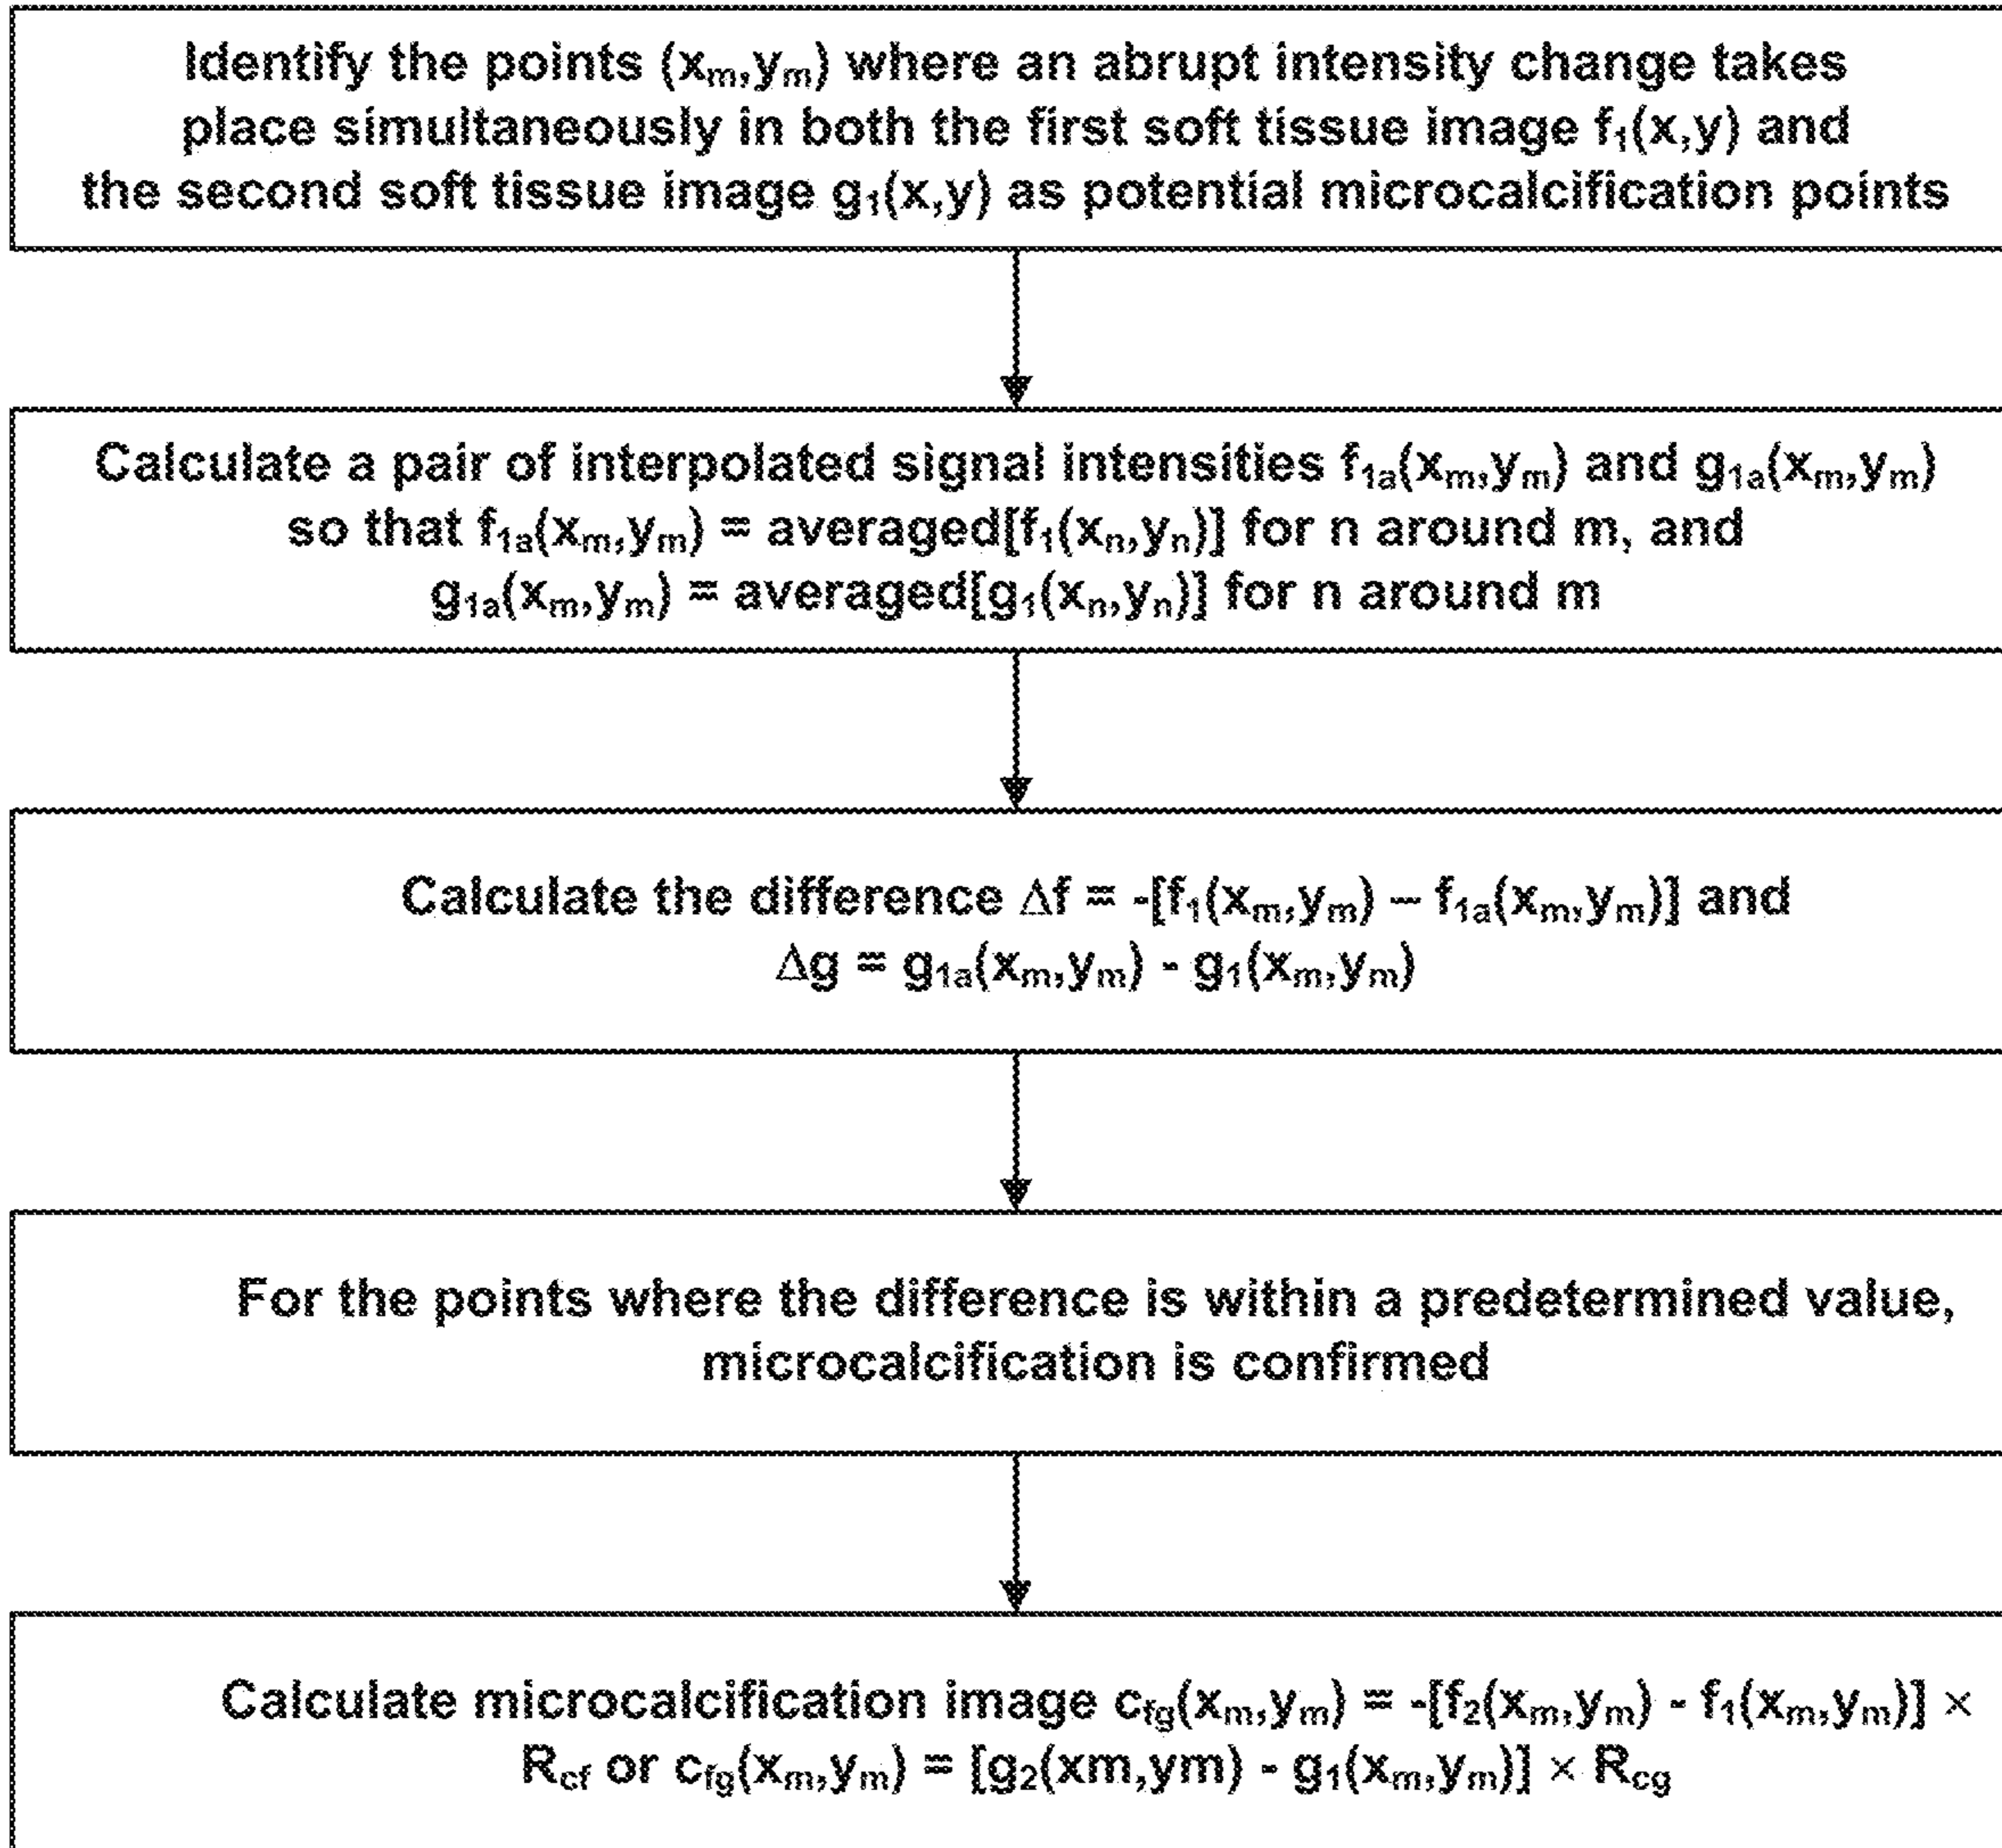 Identify the points (xₘ,yₘ) where an abrupt intensity change takes
place simultaneously in both the first soft tissue image f₁(x,y) and
the second soft tissue image g₁(x,y) as potential microcalcification points
Calculate a pair of interpolated signal intensities f₁ₐ(xₘ,yₘ) and g₁ₐ(xₘ,yₘ)
so that f₁ₐ(xₘ,yₘ) = averaged[f₁(xₙ,yₙ)] for n around m, and
g₁ₐ(xₘ,yₘ) = averaged[g₁(xₙ,yₙ)] for n around m
Calculate the difference Δf = -[f₁(xₘ,yₘ) – f₁ₐ(xₘ,yₘ)] and
Δg = g₁ₐ(xₘ,yₘ) - g₁(xₘ,yₘ)
For the points where the difference is within a predetermined value,
microcalcification is confirmed
Calculate microcalcification image c_fg(xₘ,yₘ) = -[f₂(xₘ,yₘ) - f₁(xₘ,yₘ)] ×
R_cf or c_fg(xₘ,yₘ) = [g₂(xm,ym) - g₁(xₘ,yₘ)] × R_cg